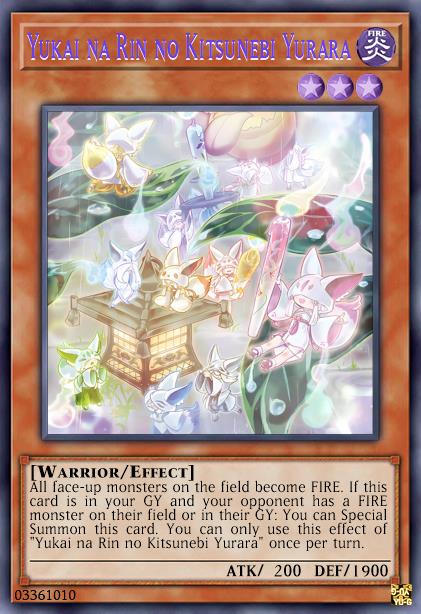 Yukai na Rin no Kitsunebi Yurara
FIRE
炎
[Warrior/Effect]
All face-up monsters on the field become FIRE. If this
card is in your GY and your opponent has a FIRE
monster on their field or in their GY: You can Special
Summon this card. You can only use this effect of
"Yukai na Rin no Kitsunebi Yurara" once per turn.
ATK/ 200 DEF/1900
03361010